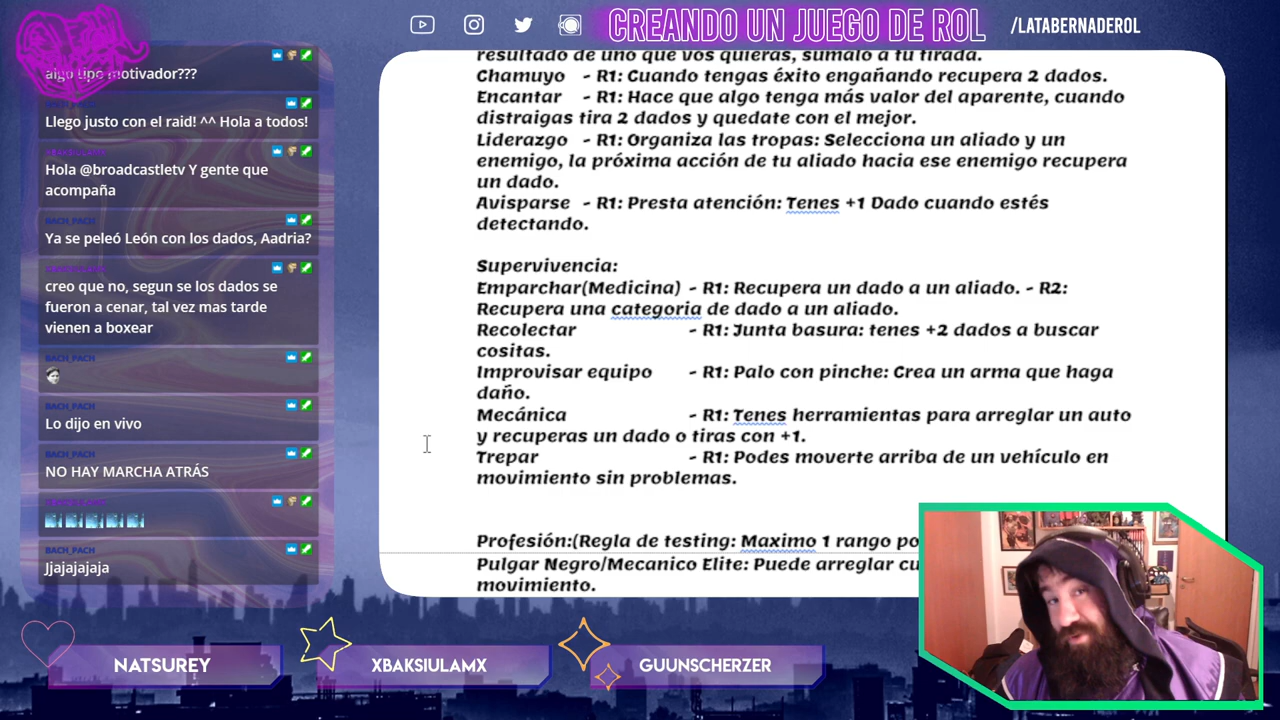 CREANDO UN JUEGO DE ROL
/LATABERNADEROL
algo tipo motivador???
Llego justo con el raid! ^^ Hola a todos!
Hola @broadcastletv Y gente que
acompaña
BACH_PACH
Ya se peleó León con los dados, Aadria?
creo que no, segun se los dados se
fueron a cenar, tal vez mas tarde
vienen a boxear
BACH_PACH
BACH_PACH
Lo dijo en vivo
BACH_PACH
NO HAY MARCHA ATRÁS
BACH_PACH
Jjajajajaja
resultado de uno que vos quieras, sumalo a tu tirada.
Chamuyo - R1: Cuando tengas éxito engañando recupera 2 dados.
Encantar - R1: Hace que algo tenga más valor del aparente, cuando
distraigas tira 2 dados y quedate con el mejor.
Liderazgo - R1: Organiza las tropas: Selecciona un aliado y un
enemigo, la próxima acción de tu aliado hacia ese enemigo recupera
un dado.
Avisparse - R1: Presta atención: Tenes +1 Dado cuando estés
detectando.
Supervivencia:
Emparchar(Medicina) - R1: Recupera un dado a un aliado. - R2:
Recupera una categoria de dado a un aliado.
Recolectar - R1: Junta basura: tenes +2 dados a buscar
cositas.
Improvisar equipo - R1: Palo con pinche: Crea un arma que haga
daño.
Mecánica - R1: Tenes herramientas para arreglar un auto
y recuperas un dado o tiras con +1.
Trepar - R1: Podes moverte arriba de un vehículo en
movimiento sin problemas.
Profesión:(Regla de testing: Maximo 1 rango po
Pulgar Negro/Mecanico Elite: Puede arreglar cu
movimiento.
NATSUREY
XBAKSIULAMX
GUUNSCHERZER